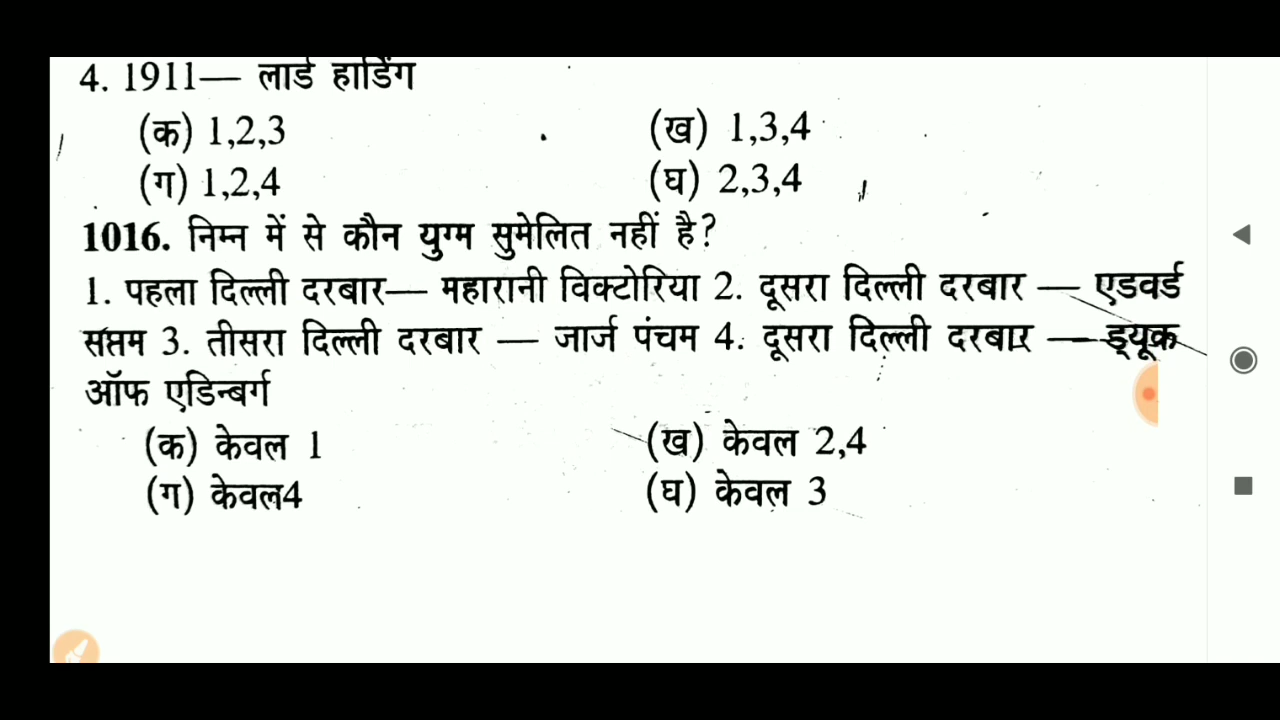 4. 1911— लार्ड हार्डिंग
(क) 1,2,3 (ख) 1,3,4
(ग) 1,2,4 (घ) 2,3,4
1016. निम्न में से कौन युग्म सुमेलित नहीं है?
1. पहला दिल्ली दरबार— महारानी विक्टोरिया 2. दूसरा दिल्ली दरबार — एडवर्ड
सप्तम 3. तीसरा दिल्ली दरबार — जार्ज पंचम 4. दूसरा दिल्ली दरबार — ड्यूक
ऑफ एडिन्बर्ग
(क) केवल 1 (ख) केवल 2,4
(ग) केवल4 (घ) केवल 3